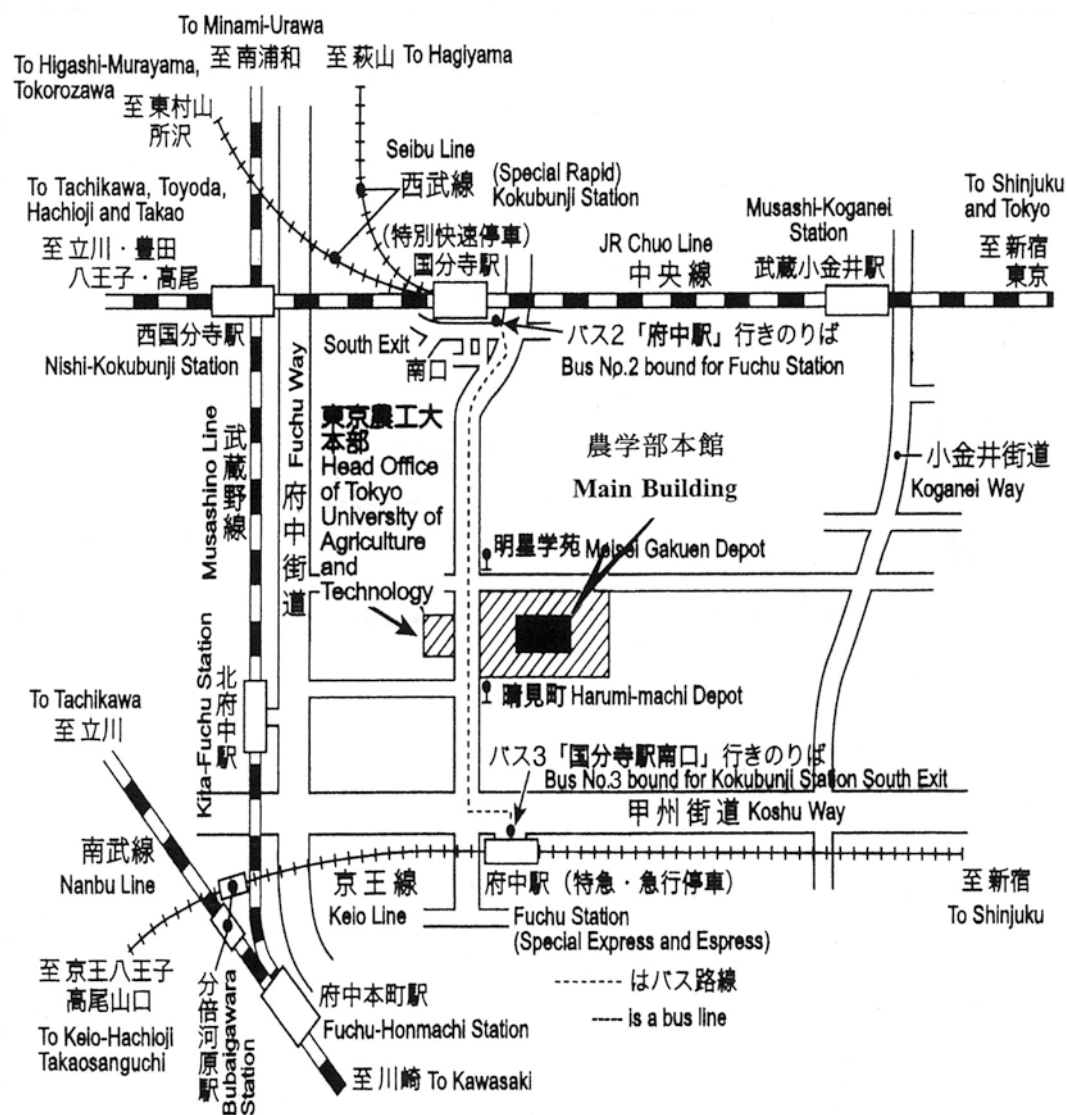 To Minami-Urawa
至 南浦和
至 萩山 To Hagiyama
To Higashi-Murayama,
Tokorozawa
至 東村山
所沢
Seibu Line
西武線
(Special Rapid)
Kokubunji Station
(特別快速停車)
国分寺駅
To Tachikawa, Toyoda,
Hachioji and Takao
至 立川・豊田
八王子・高尾
JR Chuo Line
中央線
Musashi-Koganei
Station
武蔵小金井駅
To Shinjuku
and Tokyo
至 新宿
東京
西国分寺駅
Nishi-Kokubunji Station
South Exit
南口
バス2「府中駅」行きのりば
Bus No.2 bound for Fuchu Station
Musashino Line
武蔵野線
Fuchu Way
府中街道
東京農工大
本部
Head Office
of Tokyo
University of
Agriculture
and
Technology
農学部本館
Main Building
小金井街道
Koganei Way
明星学苑 Meisei Gakuen Depot
Kita-Fuchu Station
北府中駅
晴見町 Harumi-machi Depot
To Tachikawa
至 立川
バス3「国分寺駅南口」行きのりば
Bus No.3 bound for Kokubunji Station South Exit
甲州街道 Koshu Way
南武線
Nanbu Line
京王線
Keio Line
府中駅(特急・急行停車)
Fuchu Station
(Special Express and Espress)
至 新宿
To Shinjuku
至 京王八王子
高尾山口
To Keio-Hachioji
Takaosanguchi
分倍河原駅
Bubaigawara
Station
府中本町駅
Fuchu-Honmachi Station
至 川崎 To Kawasaki
はバス路線
is a bus line